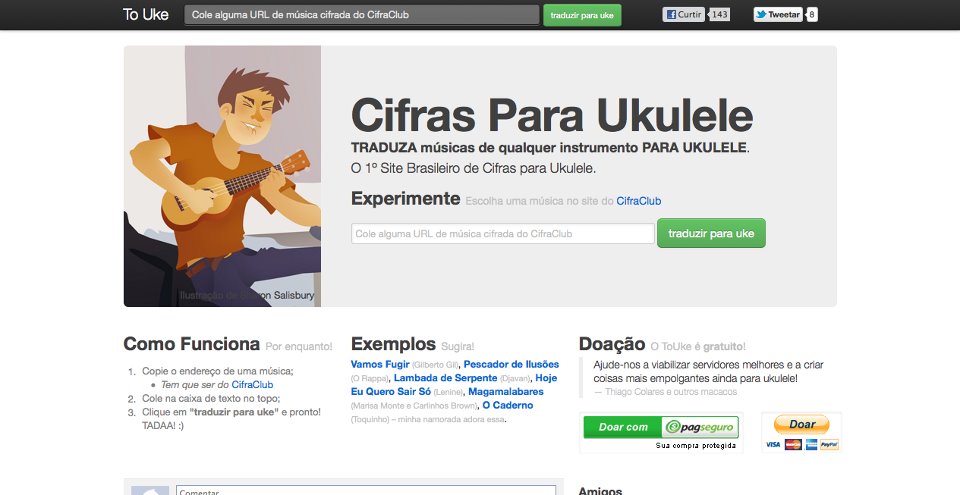 To Uke
Cole alguma URL de música cifrada do CifraClub
traduzir para uke
Curtir 143
Tweetar 8
Cifras Para Ukulele
TRADUZA músicas de qualquer instrumento PARA UKULELE.
O 1º Site Brasileiro de Cifras para Ukulele.
Experimente Escolha uma música no site do CifraClub
Cole alguma URL de música cifrada do CifraClub
traduzir para uke
Ilustração de Salisbury
Como Funciona Por enquanto!
1. Copie o endereço de uma música;
• Tem que ser do CifraClub
2. Cole na caixa de texto no topo;
3. Clique em "traduzir para uke" e pronto!
TADAA! :)
Exemplos Sugira!
Vamos Fugir (Gilberto Gil), Pescador de Ilusões
(O Rappa), Lambada de Serpente (Djavan), Hoje
Eu Quero Sair Só (Lenine), Magamalabares
(Marisa Monte e Carlinhos Brown), O Caderno
(Toquinho) – minha namorada adora essa.
Doação O ToUke é gratuito!
Ajude-nos a viabilizar servidores melhores e a criar
coisas mais empolgantes ainda para ukulele!
— Thiago Colares e outros macacos
Doar com pagseguro
Sua compra protegida
Doar
VISA PayPal
Comentar...
Amigos